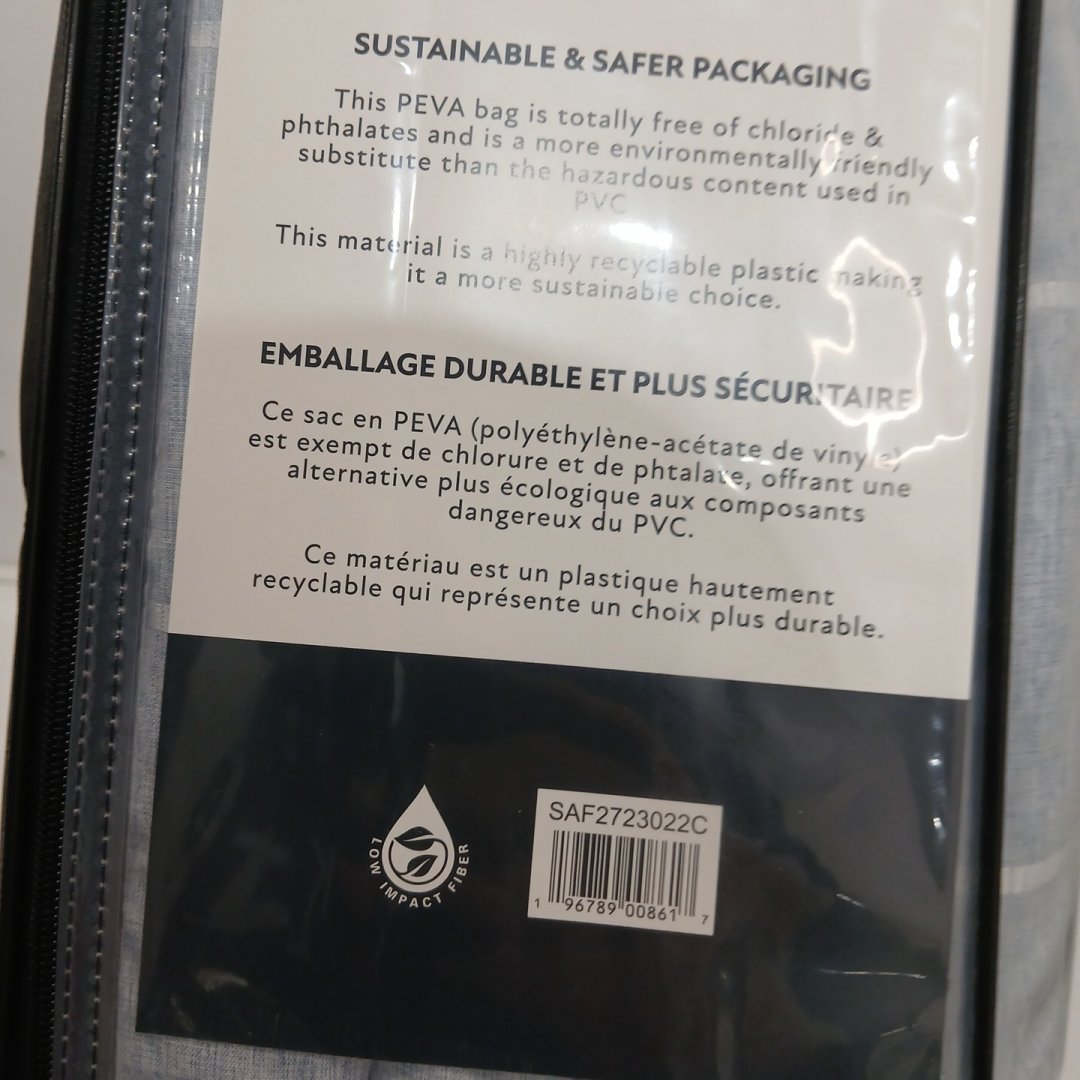 SUSTAINABLE & SAFER PACKAGING
This PEVA bag is totally free of chloride &
phthalates and is a more environmentally friendly
substitute than the hazardous content used in
PVC
This material is a highly recyclable plastic making
it a more sustainable choice.
EMBALLAGE DURABLE ET PLUS SÉCURITAIRE
Ce sac en PEVA (polyéthylène-acétate de vinyle)
est exempt de chlorure et de phtalate, offrant une
alternative plus écologique aux composants
dangereux du PVC.
Ce matériau est un plastique hautement
recyclable qui représente un choix plus durable.
LOW IMPACT FIBER
SAF2723022C
1 96789 00861 7